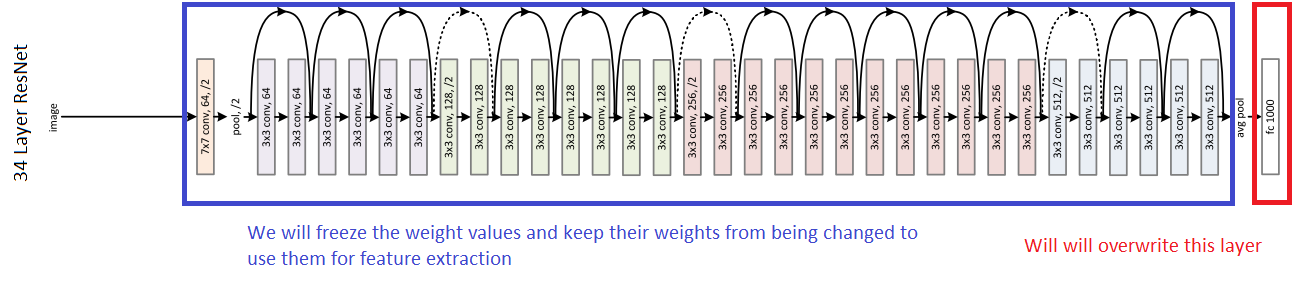 34 Layer ResNet
image
7x7 conv, 64, /2
pool, /2
3x3 conv, 64
3x3 conv, 64
3x3 conv, 64
3x3 conv, 64
3x3 conv, 64
3x3 conv, 64
3x3 conv, 128, /2
3x3 conv, 128
3x3 conv, 128
3x3 conv, 128
3x3 conv, 128
3x3 conv, 128
3x3 conv, 128
3x3 conv, 128
3x3 conv, 256, /2
3x3 conv, 256
3x3 conv, 256
3x3 conv, 256
3x3 conv, 256
3x3 conv, 256
3x3 conv, 256
3x3 conv, 256
3x3 conv, 256
3x3 conv, 256
3x3 conv, 256
3x3 conv, 256
3x3 conv, 512, /2
3x3 conv, 512
3x3 conv, 512
3x3 conv, 512
3x3 conv, 512
3x3 conv, 512
avg pool
fc 1000
We will freeze the weight values and keep their weights from being changed to
use them for feature extraction
Will will overwrite this layer